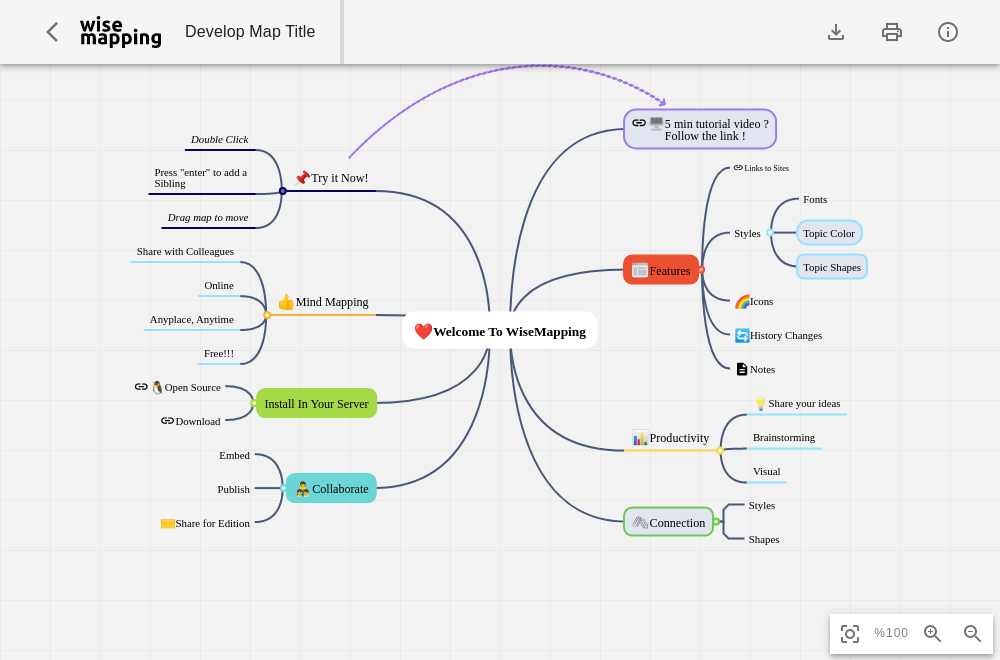 wise
mapping
Develop Map Title
5 min tutorial video ?
Follow the link !
Double Click
Press "enter" to add a
Sibling
Drag map to move
Try it Now!
Links to Sites
Fonts
Styles
Topic Color
Topic Shapes
Features
Icons
History Changes
Notes
Share with Colleagues
Online
Anyplace, Anytime
Free!!!
Mind Mapping
Welcome To WiseMapping
Open Source
Download
Install In Your Server
Share your ideas
Productivity
Brainstorming
Visual
Embed
Publish
Share for Edition
Collaborate
Connection
Styles
Shapes
%100